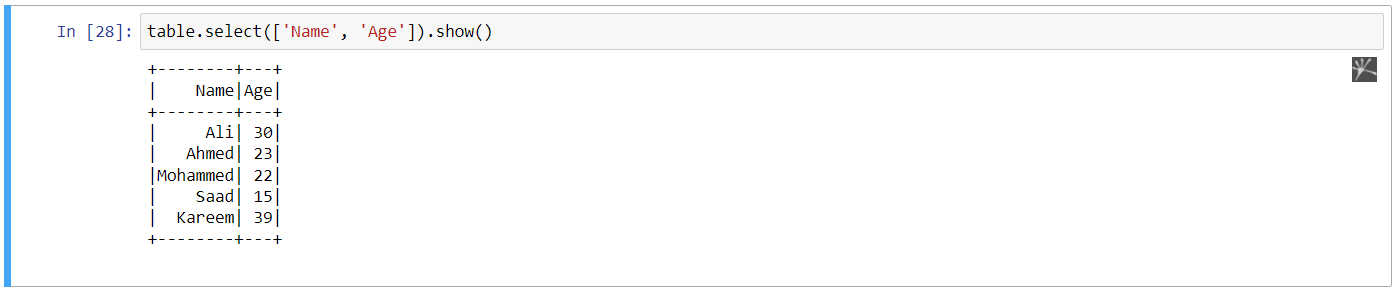 In [28]: table.select(['Name', 'Age']).show()
+--------+---+
|    Name|Age|
+--------+---+
|     Ali| 30|
|   Ahmed| 23|
|Mohammed| 22|
|    Saad| 15|
|  Kareem| 39|
+--------+---+